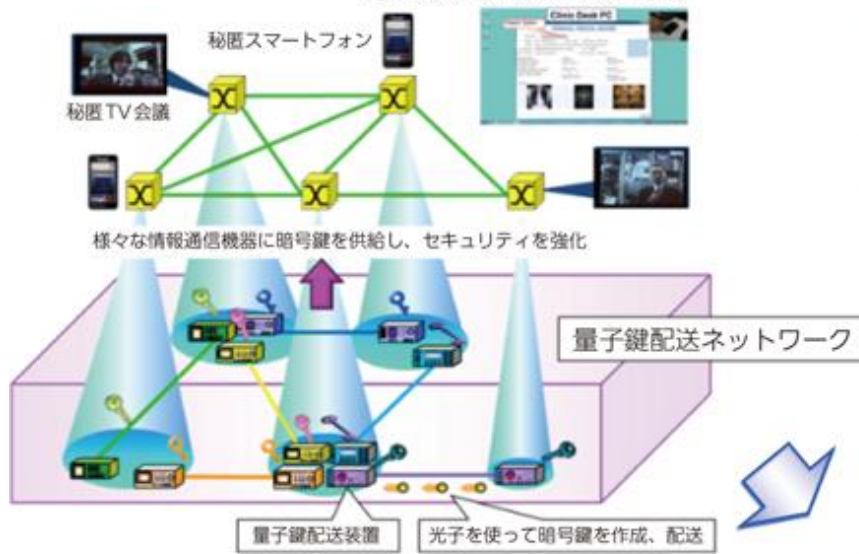 秘匿スマートフォン
Clinic Desk PC
秘匿TV会議
様々な情報通信機器に暗号鍵を供給し、セキュリティを強化
量子鍵配送ネットワーク
量子鍵配送装置
光子を使って暗号鍵を作成、配送